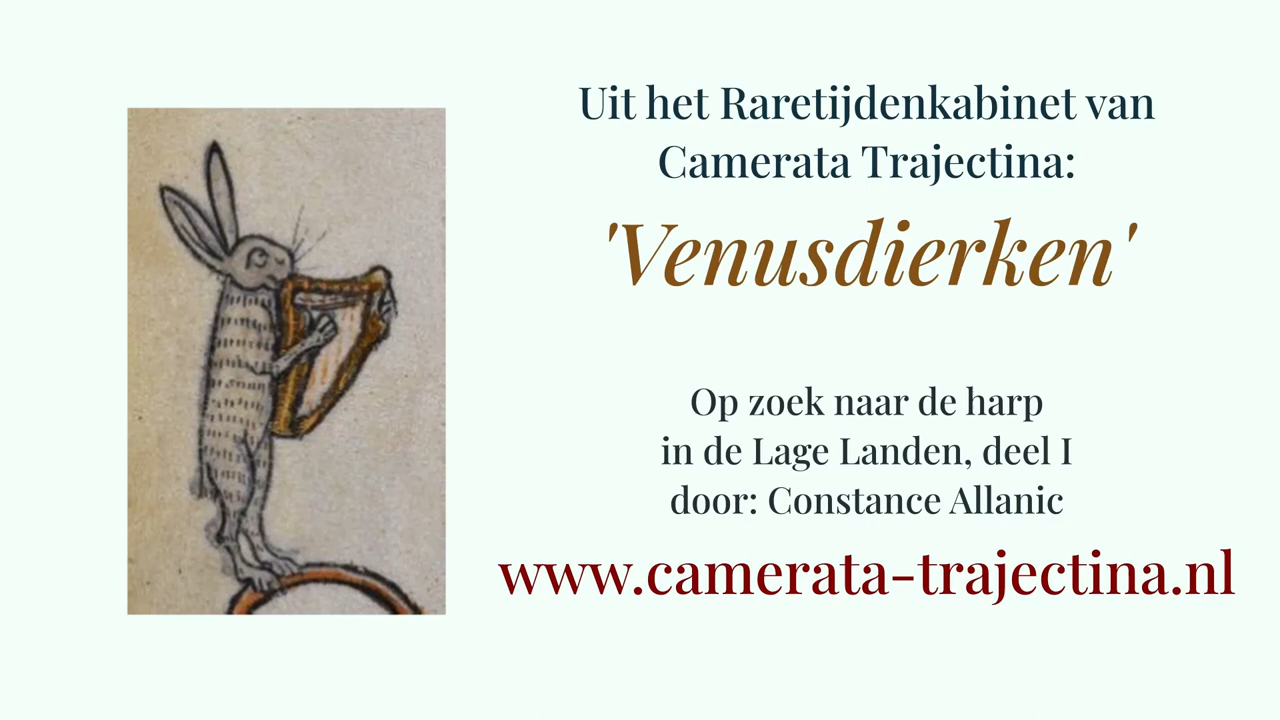 Uit het Raretijdenkabinet van
Camerata Trajectina:
'Venusdierken'
Op zoek naar de harp
in de Lage Landen, deel I
door: Constance Allanic
www.camerata-trajectina.nl